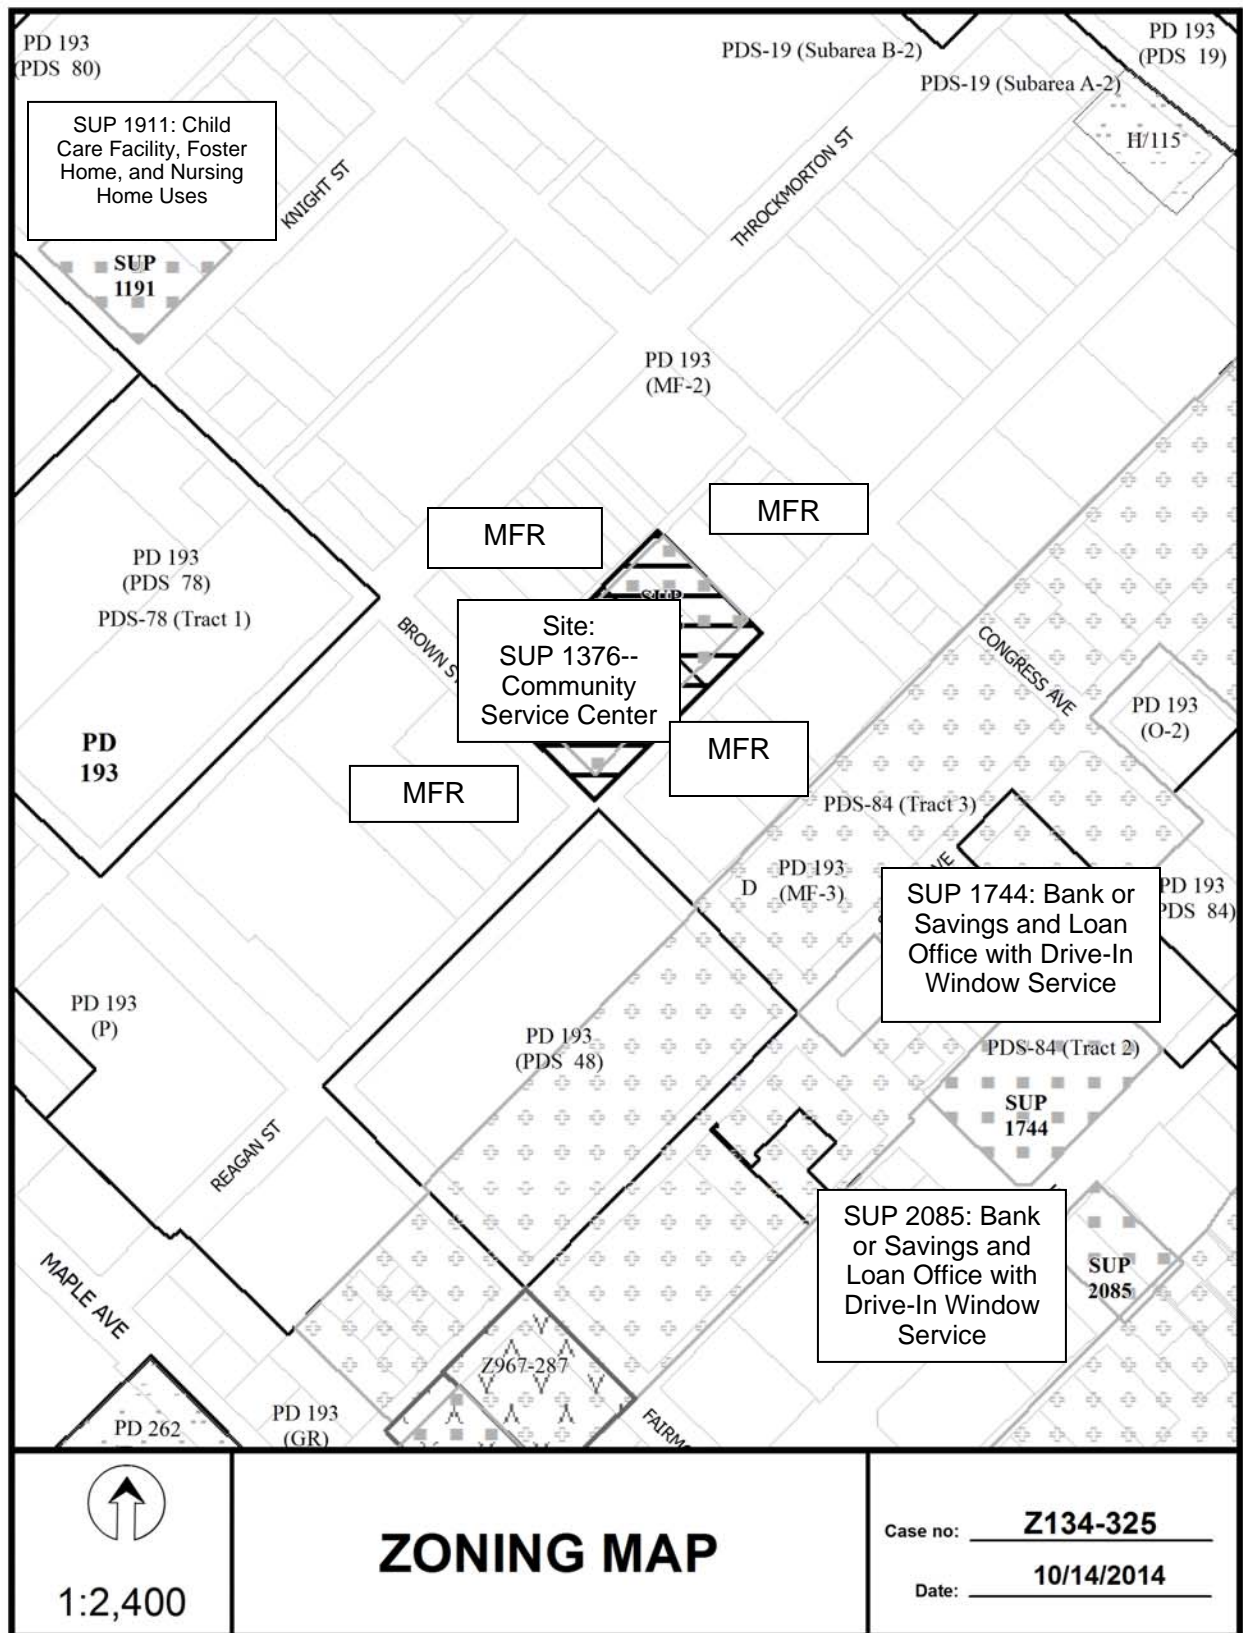 PD 193
(PDS 80)
PDS-19 (Subarea B-2)
PD 193
(PDS 19)
PDS-19 (Subarea A-2)
H/115
SUP 1911: Child
Care Facility, Foster
Home, and Nursing
Home Uses
KNIGHT ST
THROCKMORTON ST
SUP
1191
PD 193
(MF-2)
MFR
MFR
PD 193
(PDS 78)
PDS-78 (Tract 1)
SUP
BROWN ST
Site:
SUP 1376--
Community
Service Center
CONGRESS AVE
PD 193
(O-2)
PD
193
MFR
MFR
PDS-84 (Tract 3)
D
PD 193
(MF-3)
AVE
SUP 1744: Bank or
Savings and Loan
Office with Drive-In
Window Service
PD 193
PDS 84)
PD 193
(P)
PD 193
(PDS 48)
PDS-84 (Tract 2)
SUP
1744
REAGAN ST
SUP 2085: Bank
or Savings and
Loan Office with
Drive-In Window
Service
SUP
2085
MAPLE AVE
Z967-287
PD 262
PD 193
(GR)
FAIRM
1:2,400
ZONING MAP
Case no: Z134-325
Date: 10/14/2014